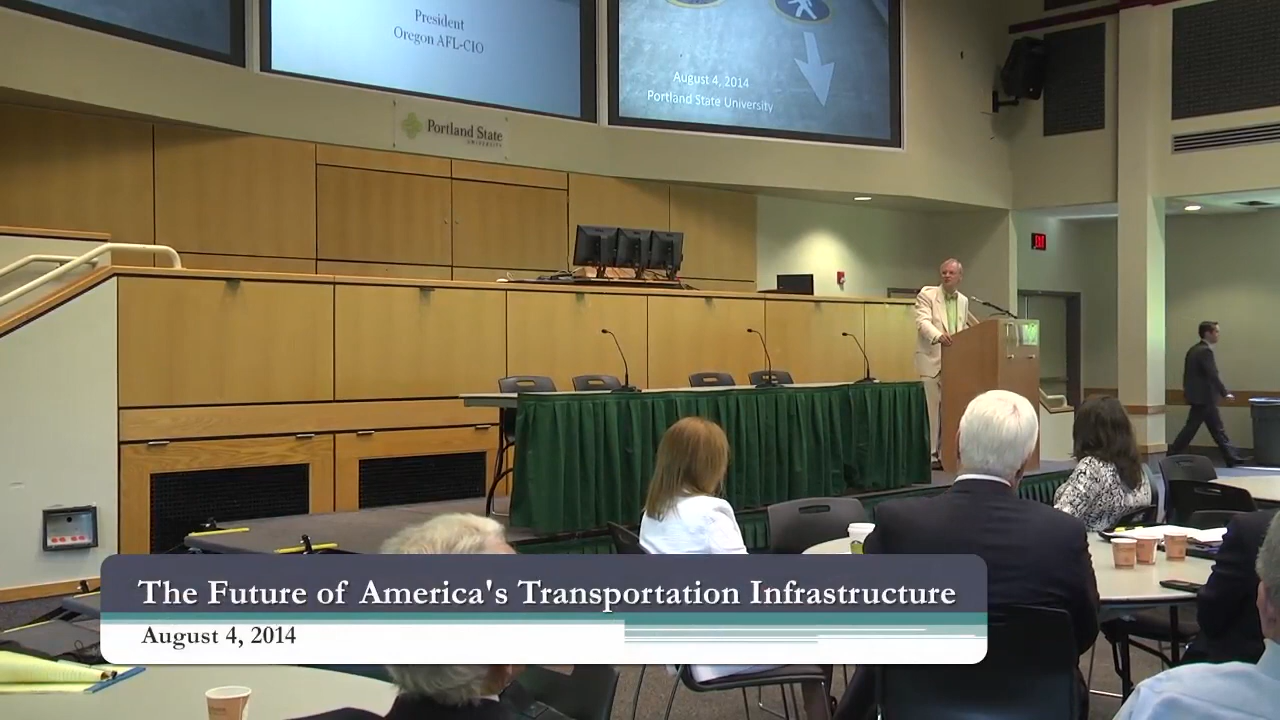 President
Oregon AFL-CIO
August 4, 2014
Portland State University
Portland State
UNIVERSITY
The Future of America's Transportation Infrastructure
August 4, 2014